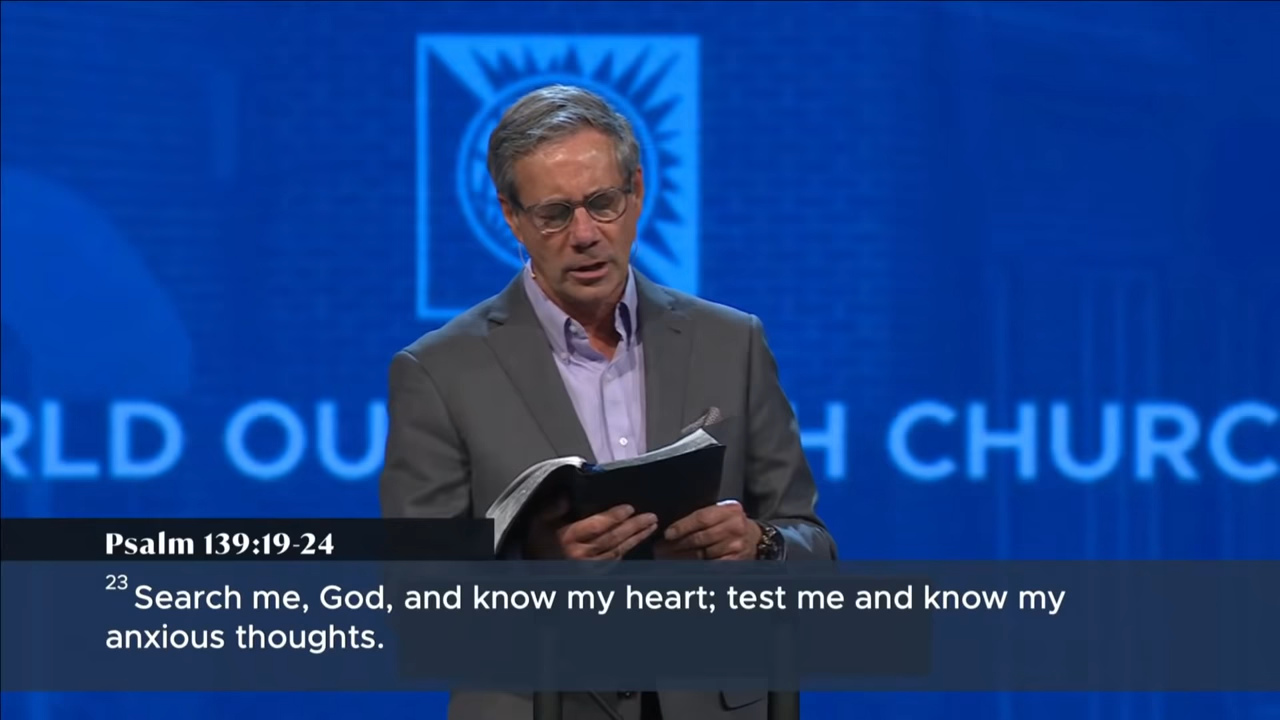 RLD OU H CHURC
Psalm 139:19-24
23 Search me, God, and know my heart; test me and know my
anxious thoughts.